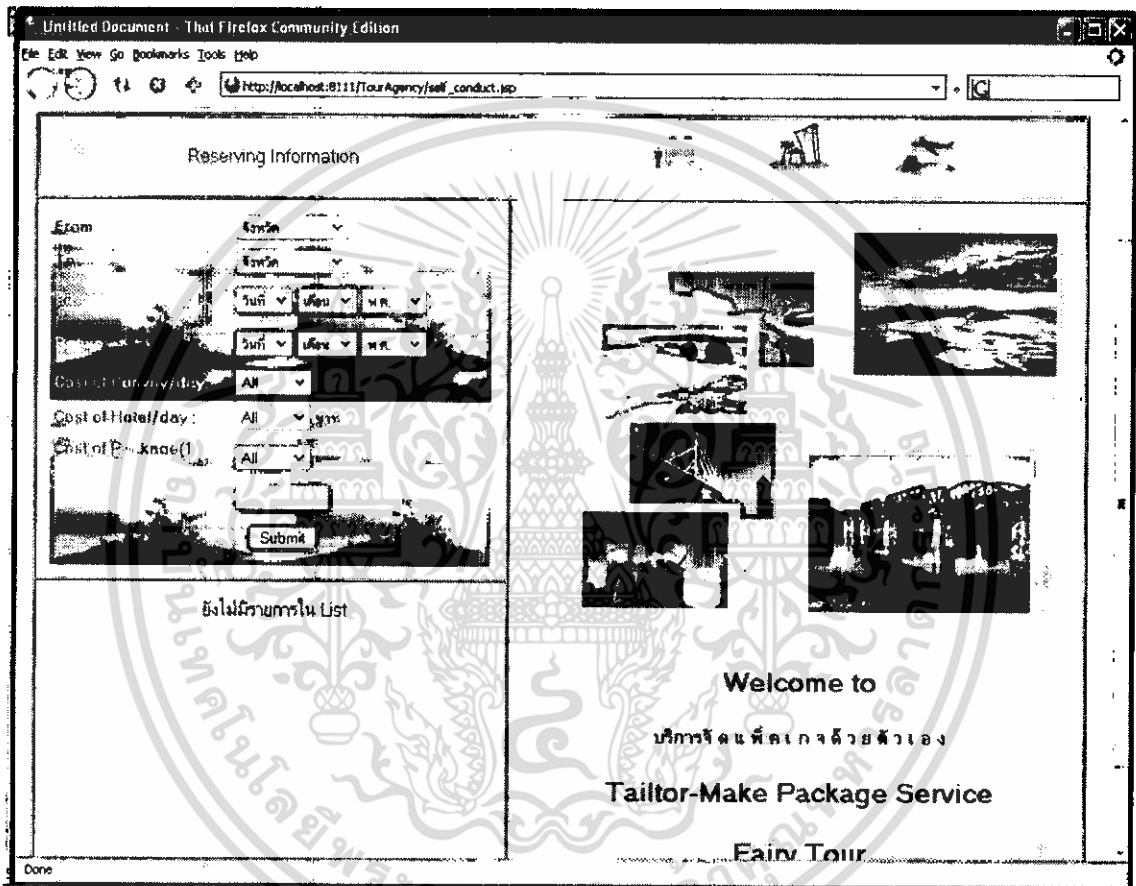 Untitled Document - Thai Firefox Community Edition
File Edit View Go Bookmarks Tools Help
http://localhost:8111/TourAgency/self_conduct.jsp
Reserving Information
From
จังหวัด
จังหวัด
วันที่ เดือน พ.ศ.
วันที่ เดือน พ.ศ.
All
Cost of Hotel/day : All บาท
Cost of All
Submit
ยังไม่มีรายการใน List
Welcome to
บริการจัดแพ็คเกจด้วยตัวเอง
Tailtor-Make Package Service
Fairy Tour
Done